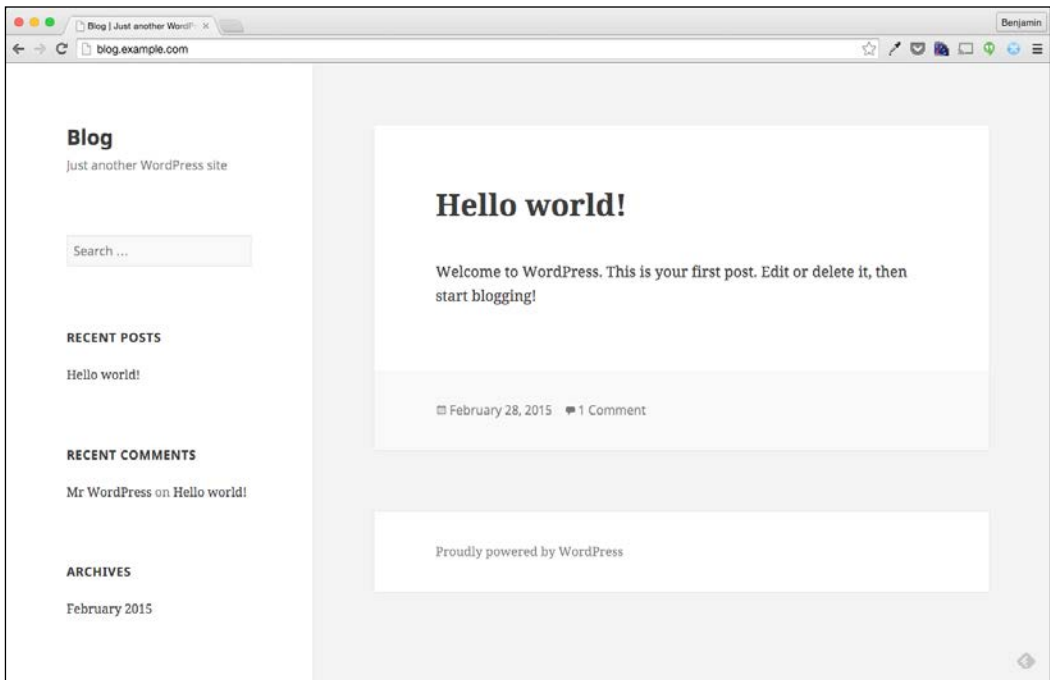 Blog | Just another WordP
Benjamin
blog.example.com
Blog
Just another WordPress site
Search ...
RECENT POSTS
Hello world!
RECENT COMMENTS
Mr WordPress on Hello world!
ARCHIVES
February 2015
Hello world!
Welcome to WordPress. This is your first post. Edit or delete it, then
start blogging!
February 28, 2015 1 Comment
Proudly powered by WordPress